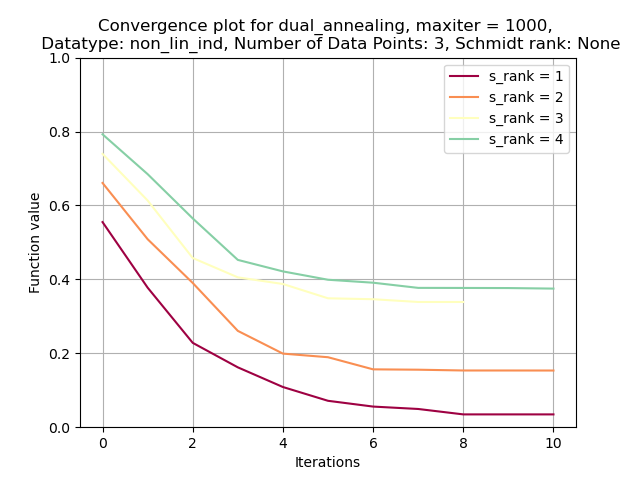 Convergence plot for dual_annealing, maxiter = 1000,
Datatype: non_lin_ind, Number of Data Points: 3, Schmidt rank: None
1.0
0.8
0.6
0.4
0.2
0.0
Function value
s_rank = 1
s_rank = 2
s_rank = 3
s_rank = 4
0 2 4 6 8 10
Iterations